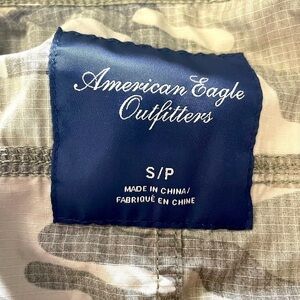 American Eagle
Outfitters
S/P
MADE IN CHINA/
FABRIQUÉ EN CHINE